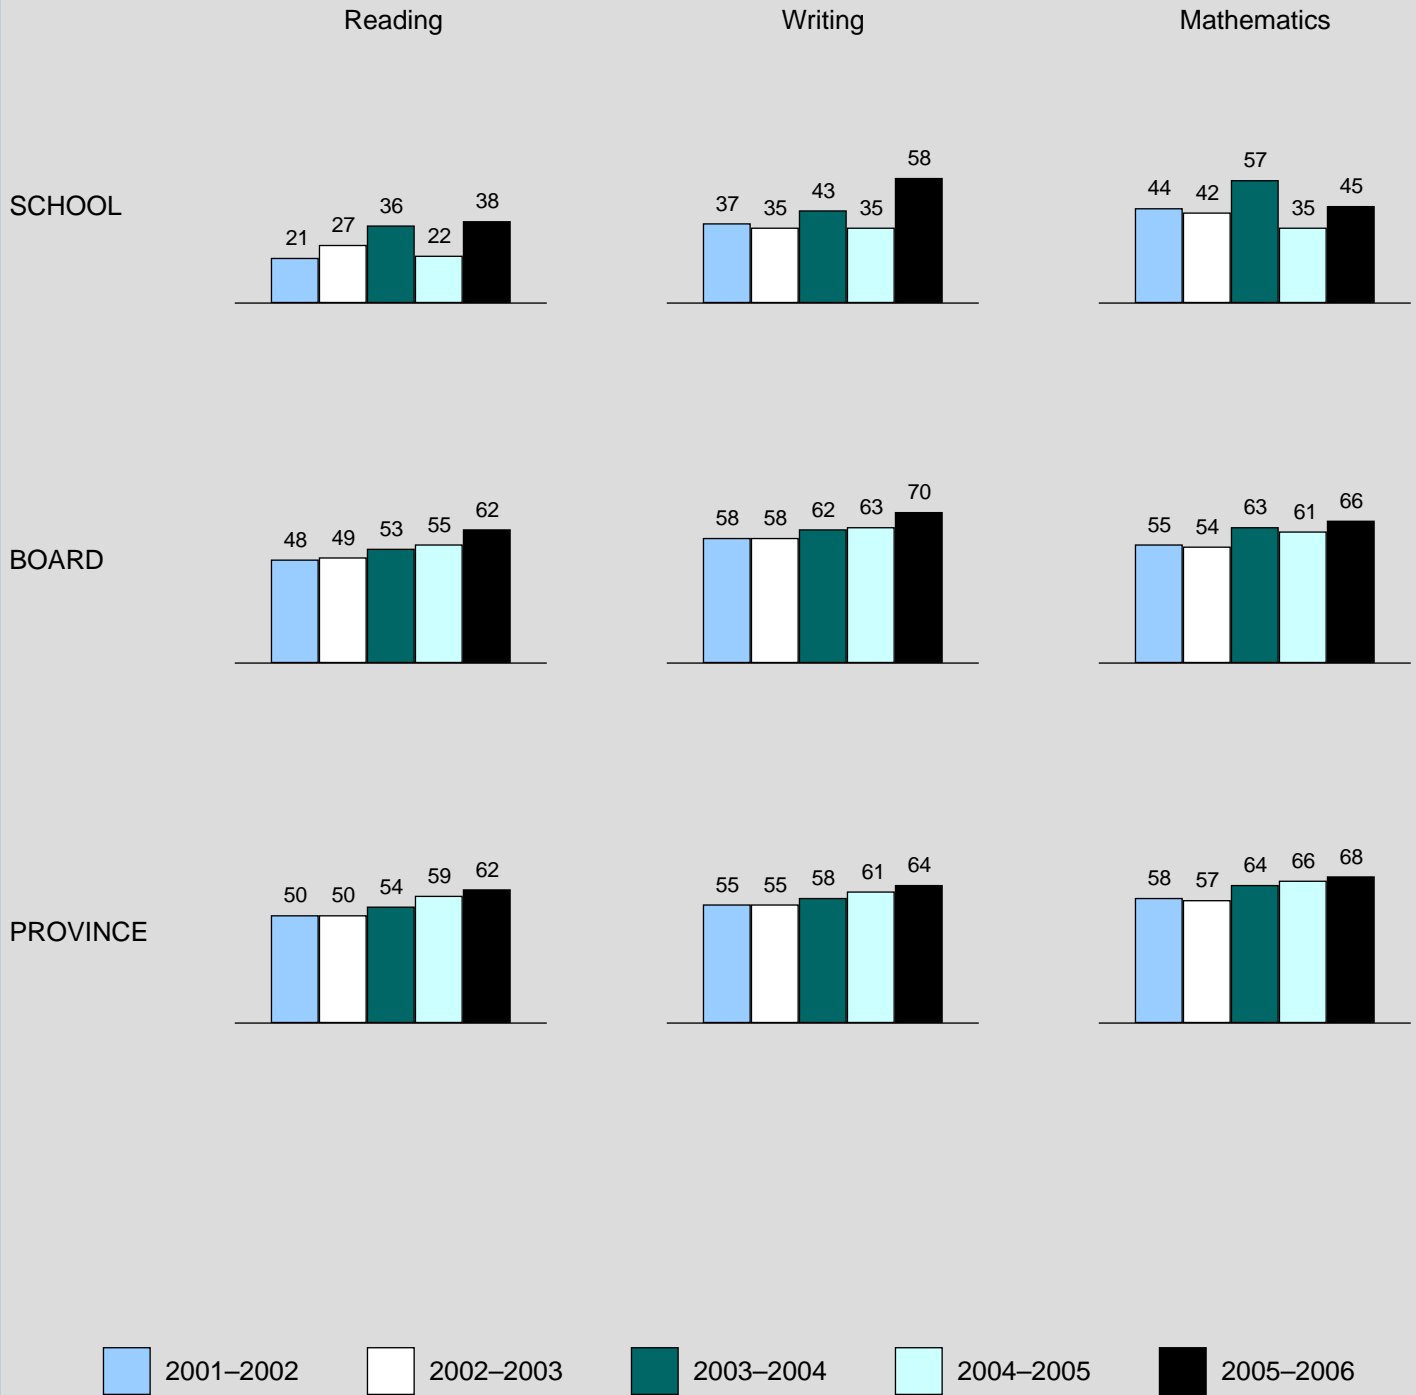 Reading Writing Mathematics
SCHOOL
21 27 36 22 38
37 35 43 35 58
44 42 57 35 45
BOARD
48 49 53 55 62
58 58 62 63 70
55 54 63 61 66
PROVINCE
50 50 54 59 62
55 55 58 61 64
58 57 64 66 68
2001–2002 2002–2003 2003–2004 2004–2005 2005–2006